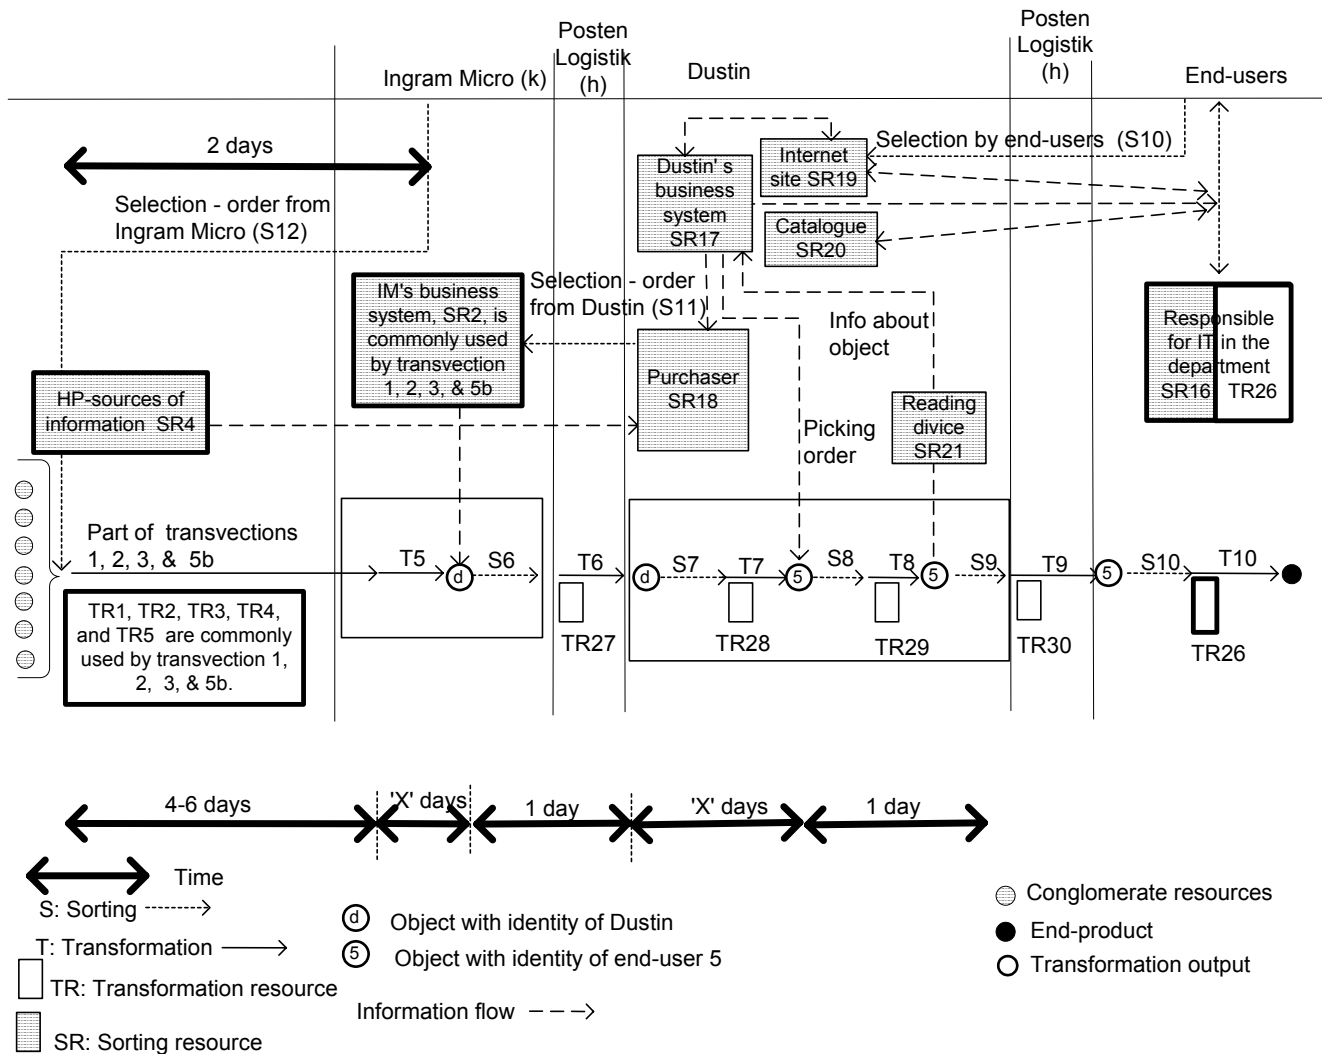 Posten
Logistik
(h)
Posten
Logistik
(h)
Ingram Micro (k)
Dustin
End-users
2 days
Selection by end-users (S10)
Internet
site SR19
Dustin' s
business
system
SR17
Catalogue
SR20
Selection - order from
Ingram Micro (S12)
Selection - order
from Dustin (S11)
IM's business
system, SR2, is
commonly used
by transvection
1, 2, 3, & 5b
Info about
object
Responsible
for IT in the
department
SR16 TR26
Purchaser
SR18
HP-sources of
information SR4
Reading
divice
SR21
Picking
order
Part of transvections
1, 2, 3, & 5b
T5
d
S6
T6
d
S7
T7
5
S8
T8
5
S9
T9
5
S10
T10
TR1, TR2, TR3, TR4,
and TR5 are commonly
used by transvection 1,
2, 3, & 5b.
TR27
TR28
TR29
TR30
TR26
4-6 days
'X' days
1 day
'X' days
1 day
Time
S: Sorting
T: Transformation
TR: Transformation resource
SR: Sorting resource
d Object with identity of Dustin
5 Object with identity of end-user 5
Information flow
Conglomerate resources
End-product
Transformation output